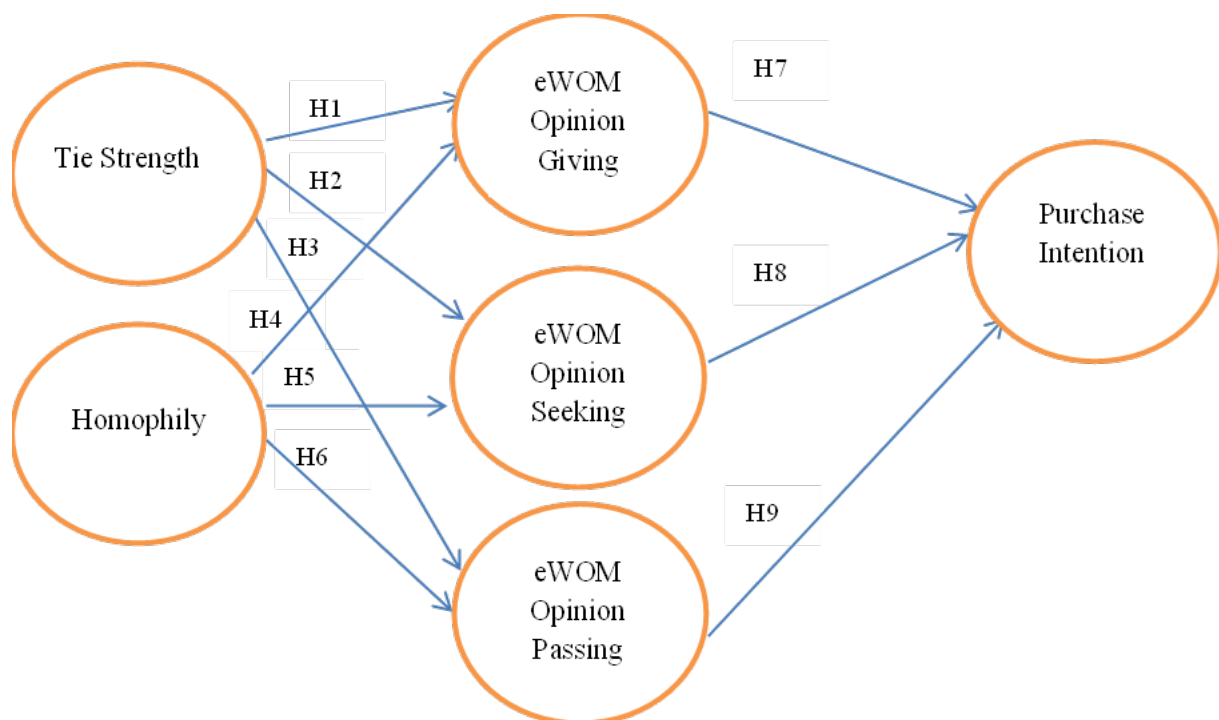 Tie Strength
Homophily
H1
H2
H3
H4
H5
H6
eWOM
Opinion
Giving
eWOM
Opinion
Seeking
eWOM
Opinion
Passing
H7
H8
H9
Purchase
Intention